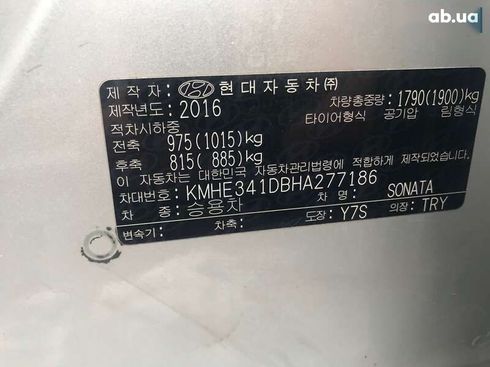 ab.ua
제 작 자: 현대자동차(주)
제작년도: 2016 차량총중량: 1790(1900)kg
적차시하중 타이어형식 공기압 림형식
전축 975(1015)kg
후축 815( 885)kg
이 자동차는 대한민국 자동차관리법령에 적합하게 제작되었습니다
차대번호: KMHE341DBHA277186
차 종: 승용차 차 명: SONATA
변속기: 차축: 도장: Y7S 의장: TRY